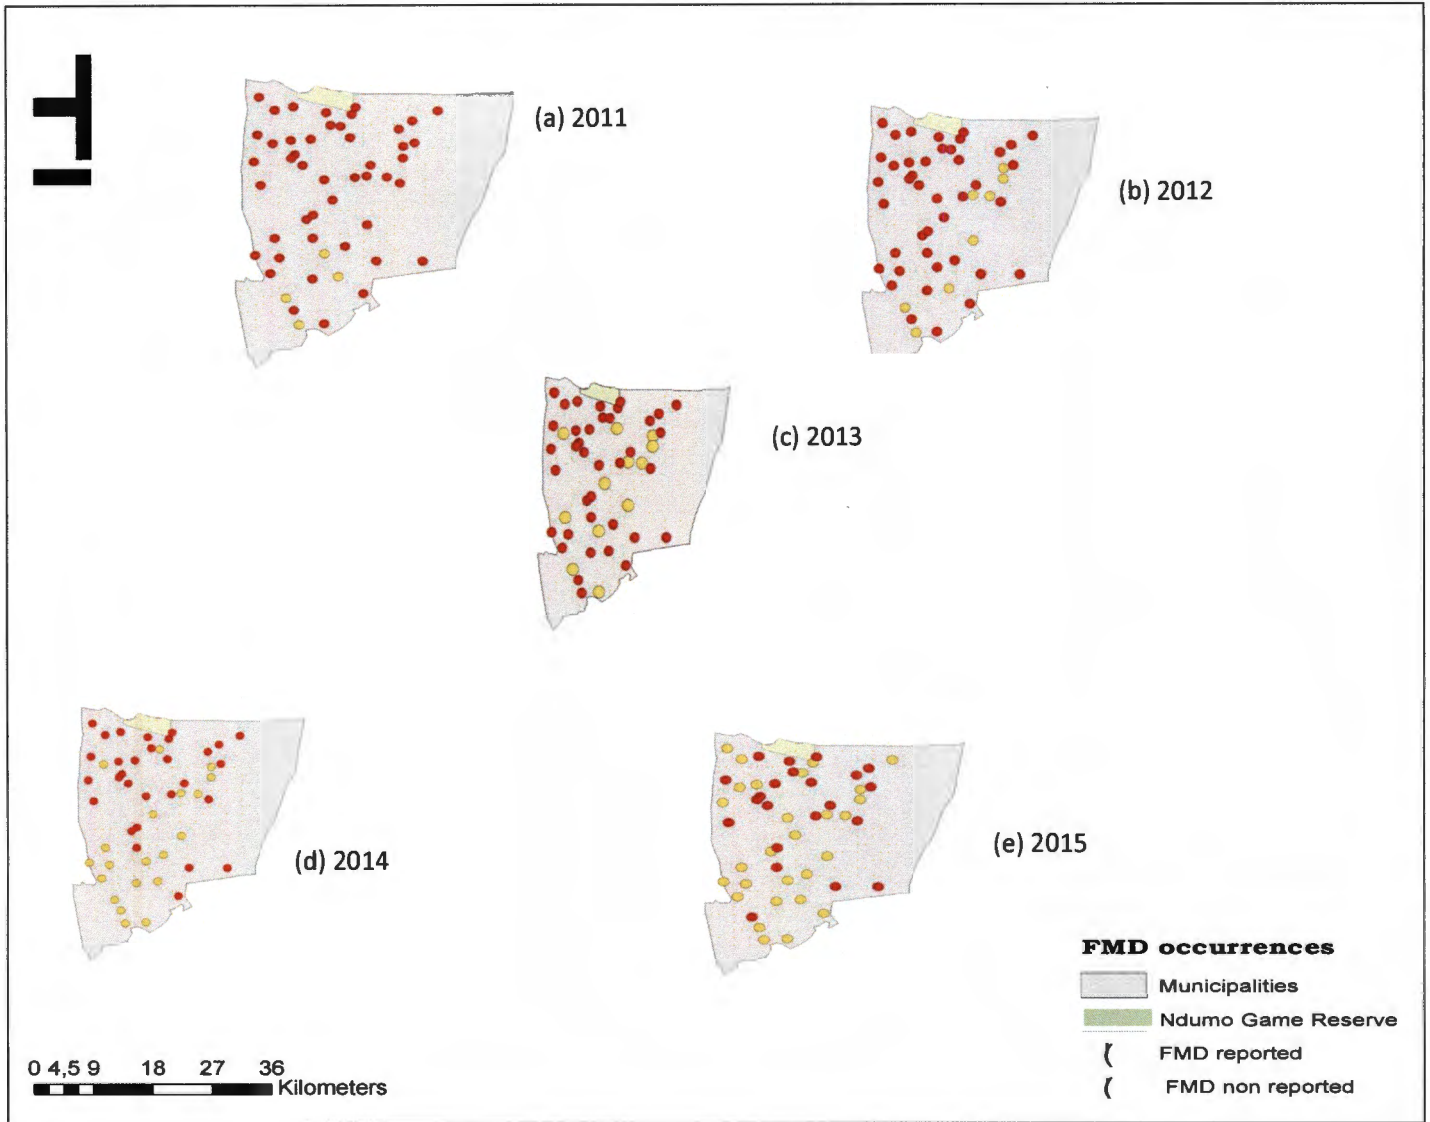 (a) 2011
(b) 2012
(c) 2013
(d) 2014
(e) 2015
FMD occurrences
Municipalities
Ndumo Game Reserve
FMD reported
FMD non reported
0 4,5 9 18 27 36
Kilometers